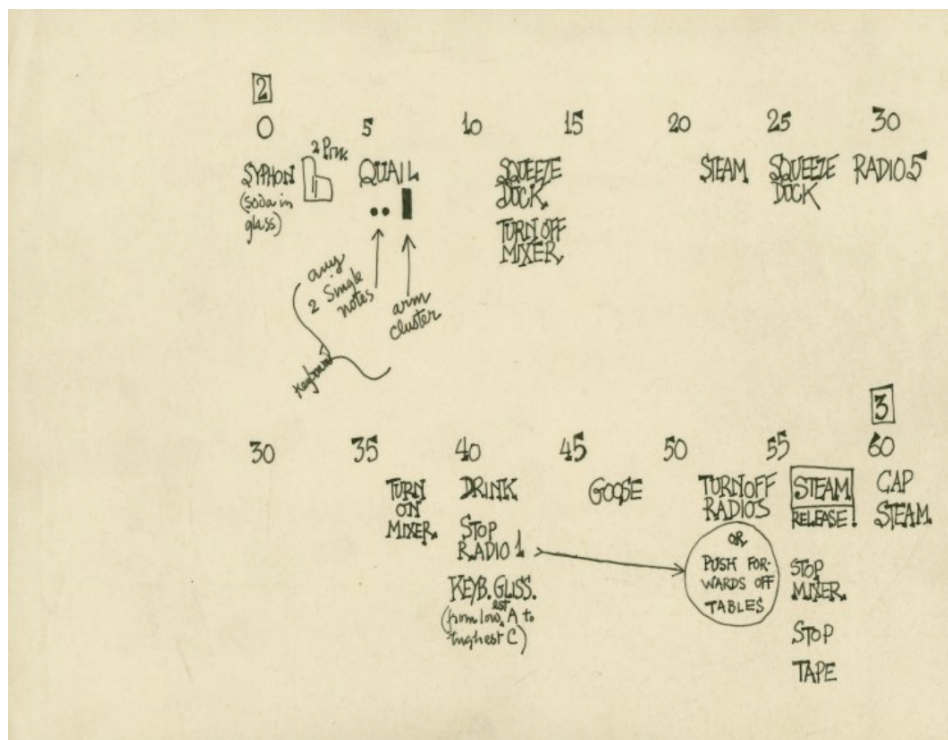 2
0 5 10 15 20 25 30
SYPHON
(soda in
glass)
QUAIL
SQUEEZE
DUCK
TURN OFF
MIXER
STEAM
SQUEEZE
DUCK
RADIO 5
any
2 single
notes
arm
cluster
Keyboard
3
30 35 40 45 50 55 60
TURN
ON
MIXER
DRINK
STOP
RADIO 1
KEYB. GLISS.
(from lowest A to
highest C)
GOOSE
TURN OFF
RADIOS
OR
PUSH FOR-
WARDS OFF
TABLES
STEAM
RELEASE!
STOP
MIXER
STOP
TAPE
CAP
STEAM